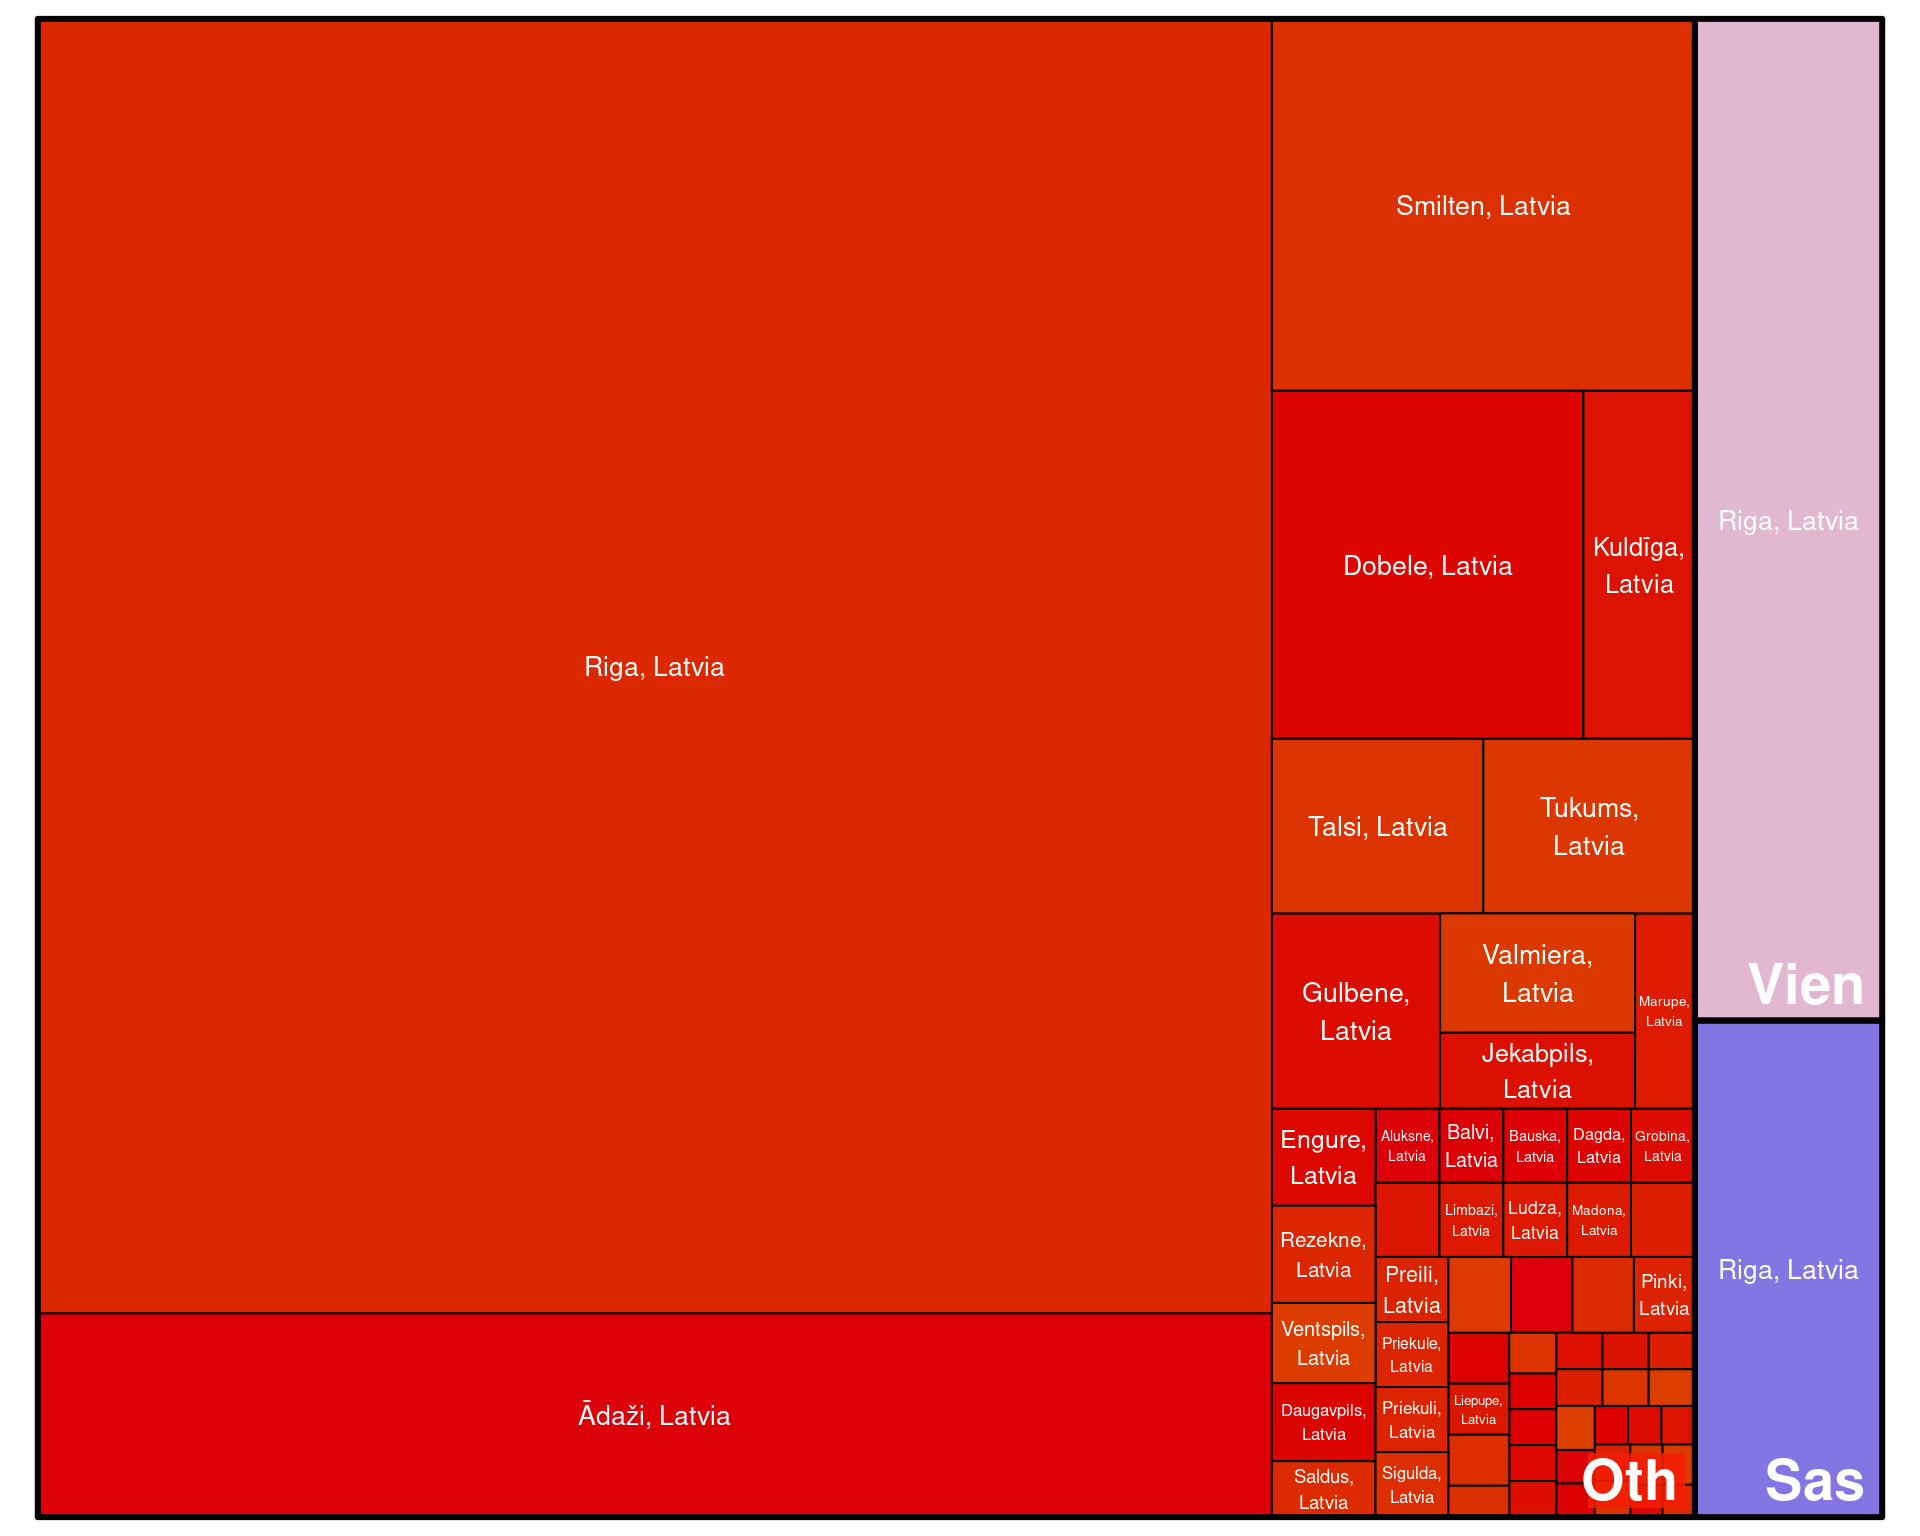 Riga, Latvia
Ādaži, Latvia
Smilten, Latvia
Dobele, Latvia
Kuldīga,
Latvia
Talsi, Latvia
Tukums,
Latvia
Gulbene,
Latvia
Valmiera,
Latvia
Jekabpils,
Latvia
Marupe,
Latvia
Engure,
Latvia
Rezekne,
Latvia
Ventspils,
Latvia
Daugavpils,
Latvia
Saldus,
Latvia
Aluksne,
Latvia
Balvi,
Latvia
Bauska,
Latvia
Dagda,
Latvia
Grobina,
Latvia
Limbazi,
Latvia
Ludza,
Latvia
Madona,
Latvia
Preili,
Latvia
Priekule,
Latvia
Priekuli,
Latvia
Sigulda,
Latvia
Pinki,
Latvia
Liepupe,
Latvia
Oth
Riga, Latvia
Vien
Riga, Latvia
Sas